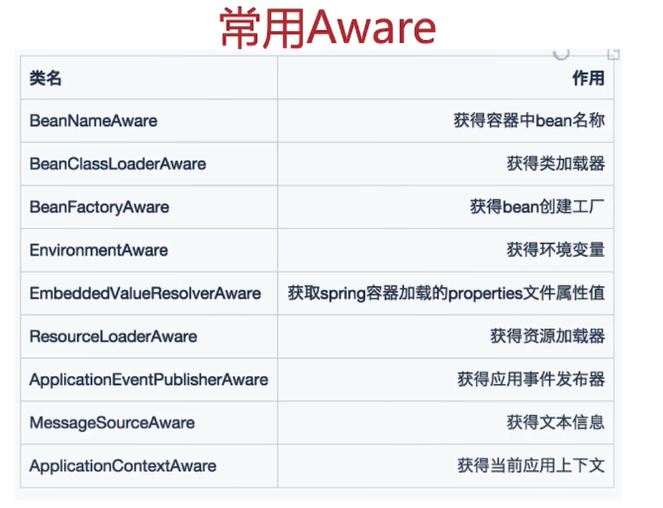 常用Aware
类名 作用
BeanNameAware 获得容器中bean名称
BeanClassLoaderAware 获得类加载器
BeanFactoryAware 获得bean创建工厂
EnvironmentAware 获得环境变量
EmbeddedValueResolverAware 获取spring容器加载的properties文件属性值
ResourceLoaderAware 获得资源加载器
ApplicationEventPublisherAware 获得应用事件发布器
MessageSourceAware 获得文本信息
ApplicationContextAware 获得当前应用上下文